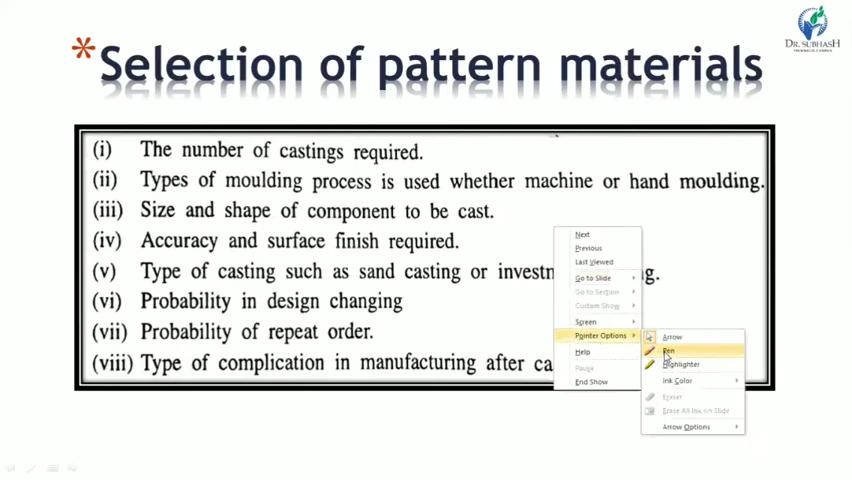 DR. SUBHASH
* Selection of pattern materials
(i) The number of castings required.
(ii) Types of moulding process is used whether machine or hand moulding.
(iii) Size and shape of component to be cast.
(iv) Accuracy and surface finish required.
(v) Type of casting such as sand casting or investm g.
(vi) Probability in design changing
(vii) Probability of repeat order.
(viii) Type of complication in manufacturing after ca
Next
Previous
Last Viewed
Go to Slide
Go to Section
Custom Show
Screen
Pointer Options
Help
Pause
End Show
Arrow
Pen
Highlighter
Ink Color
Eraser
Erase All Ink on Slide
Arrow Options